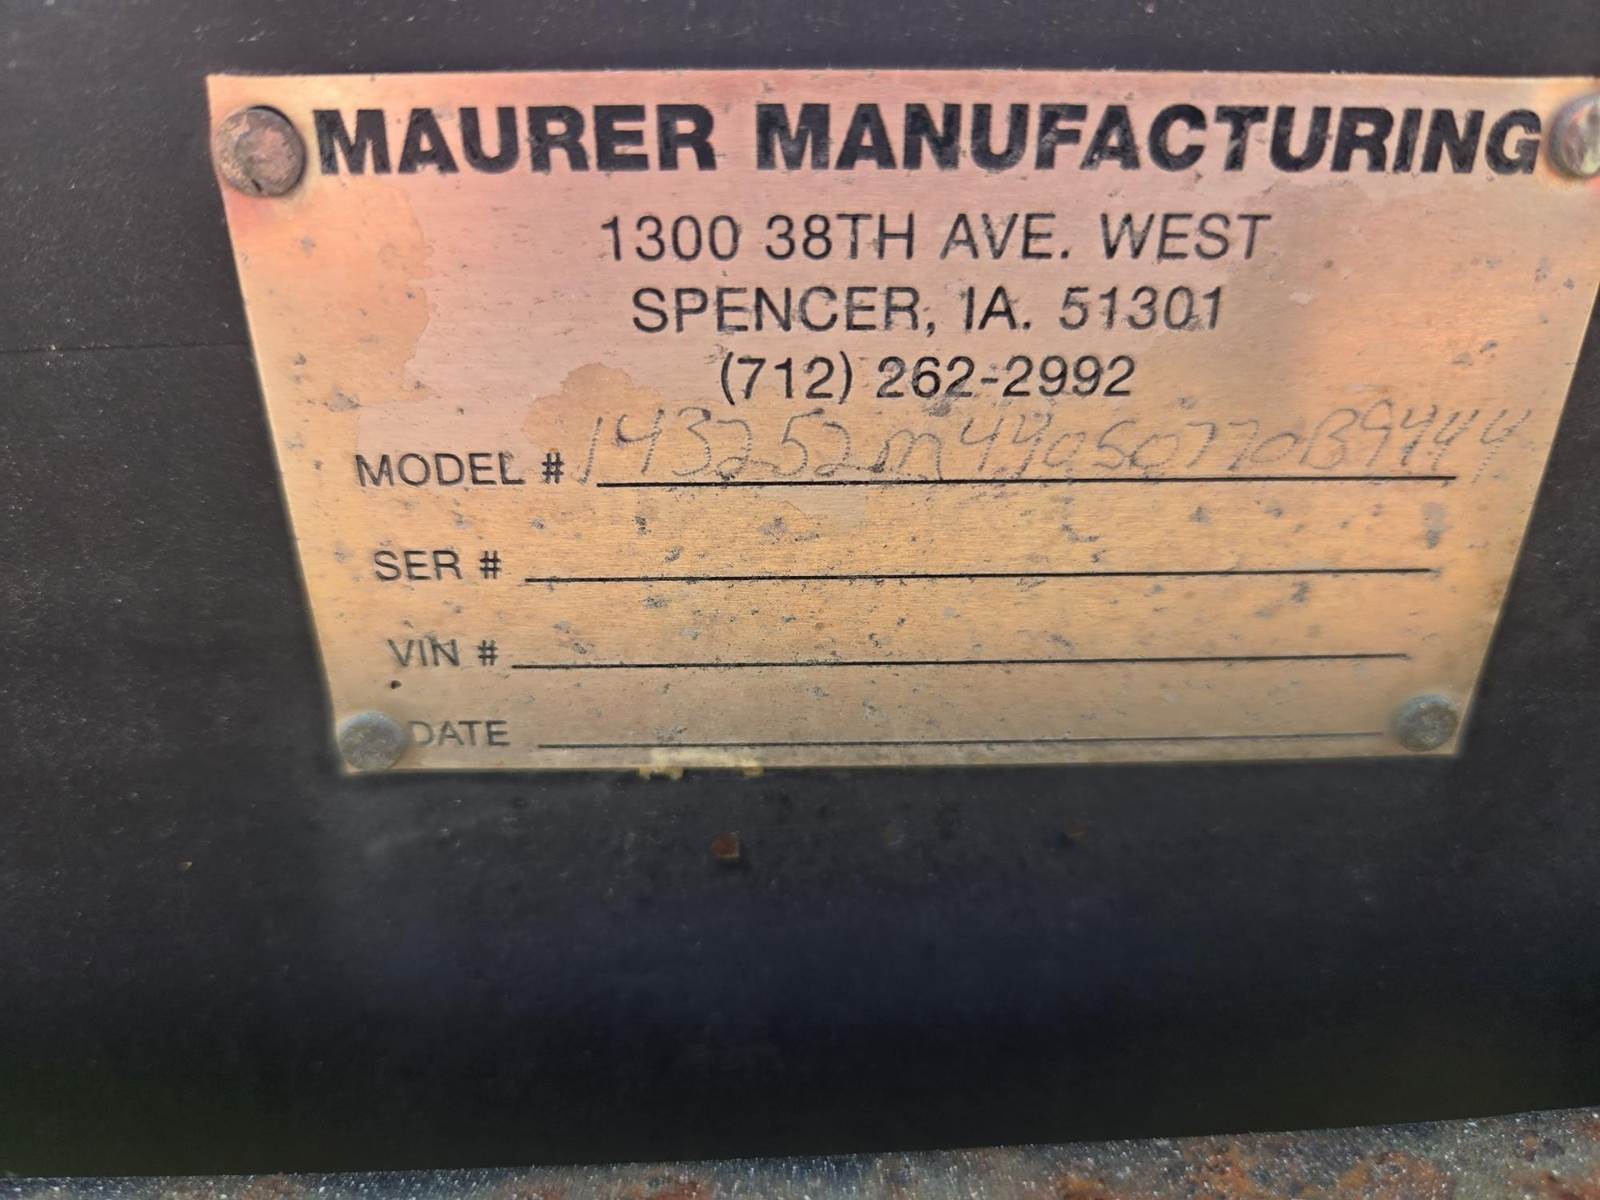 MAURER MANUFACTURING
1300 38TH AVE. WEST
SPENCER, IA. 51301
(712) 262-2992
MODEL #
SER #
VIN #
DATE